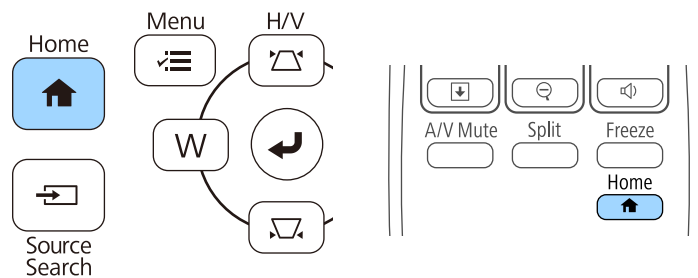 Menu
H/V
Home
W
Source
Search
A/V Mute
Split
Freeze
Home